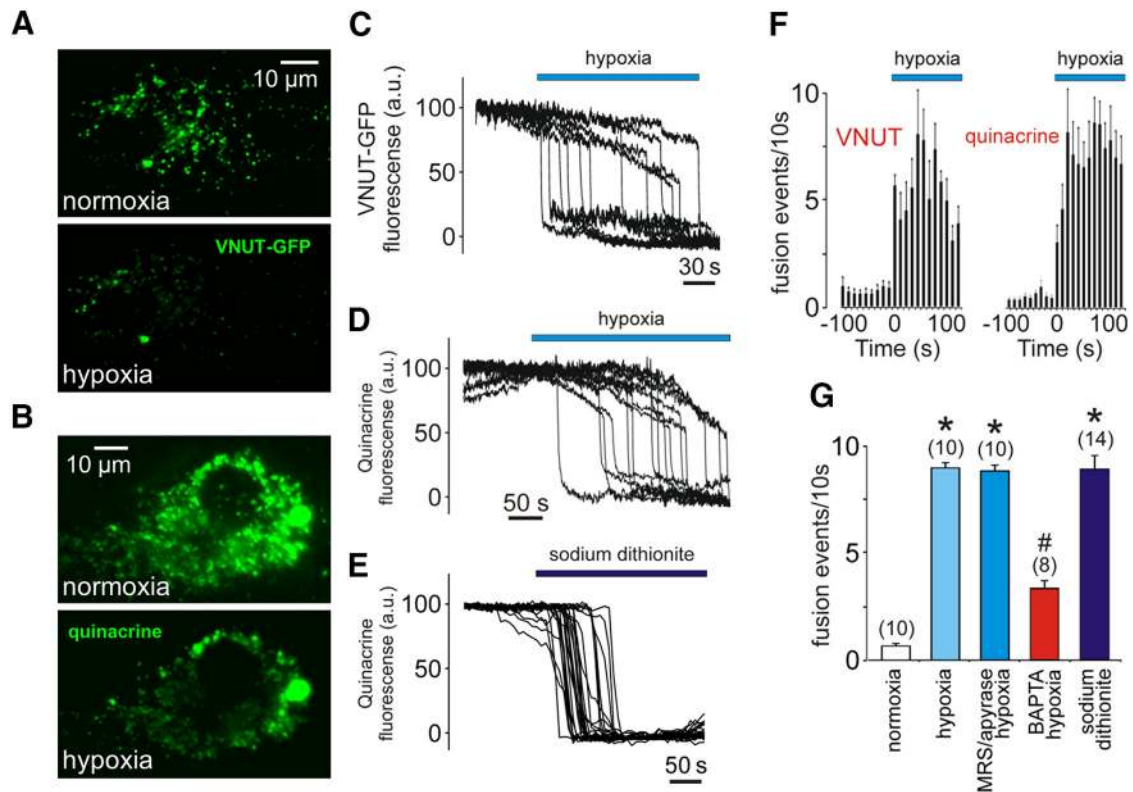 A
10 µm
normoxia
VNUT-GFP
hypoxia
B
10 µm
normoxia
quinacrine
hypoxia
C
hypoxia
VNUT-GFP
fluorescense (a.u.)
100
50
0
30 s
D
hypoxia
Quinacrine
fluorescense (a.u.)
100
50
0
50 s
E
sodium dithionite
Quinacrine
fluorescense (a.u.)
100
50
0
50 s
F
hypoxia
hypoxia
VNUT
quinacrine
fusion events/10s
10
5
0
-100 0 100
-100 0 100
Time (s)
Time (s)
G
fusion events/10s
10
5
0
(10)
*
(10)
*
(10)
#
(8)
*
(14)
normoxia
hypoxia
MRS/apyrase
hypoxia
BAPTA
hypoxia
sodium
dithionite